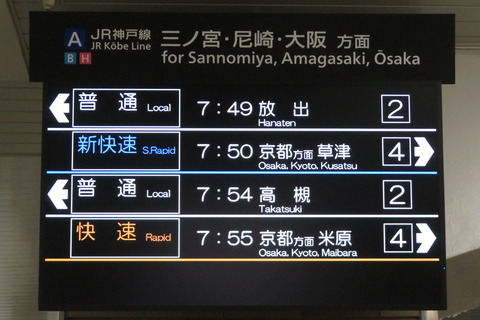 A JR神戸線 三ノ宮・尼崎・大阪 方面
B H JR Kōbe Line for Sannomiya, Amagasaki, Ōsaka
普通 Local 7:49 放出 2
Hanaten
新快速 S.Rapid 7:50 京都方面 草津 4
Osaka, Kyoto, Kusatsu
普通 Local 7:54 高槻 2
Takatsuki
快速 Rapid 7:55 京都方面 米原 4
Osaka, Kyoto, Maibara